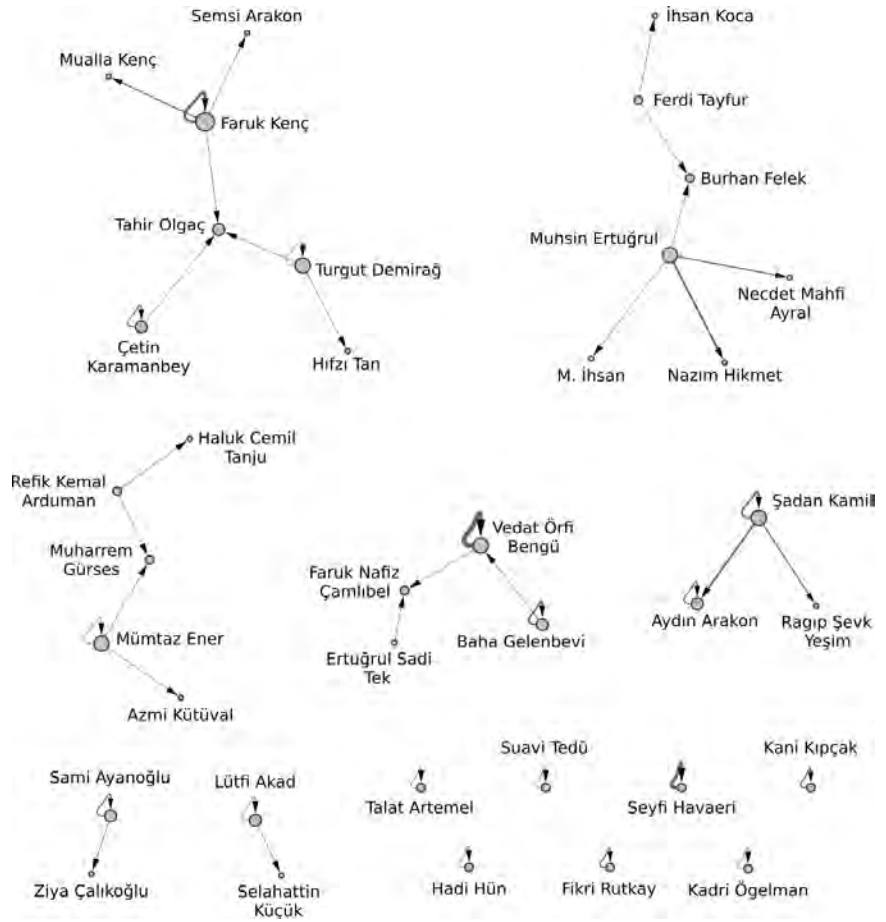 Semsi Arakon
Mualla Kenç
Faruk Kenç
Tahir Olgaç
Turgut Demirağ
Çetin
Karamanbey
Hıfzı Tan
İhsan Koca
Ferdi Tayfur
Burhan Felek
Muhsin Ertuğrul
Necdet Mahfi
Ayral
M. İhsan
Nazım Hikmet
Haluk Cemil
Tanju
Refik Kemal
Arduman
Muharrem
Gürses
Mümtaz Ener
Azmi Kütüval
Vedat Örfi
Bengü
Faruk Nafiz
Çamlıbel
Ertuğrul Sadi
Tek
Baha Gelenbevi
Şadan Kamil
Aydın Arakon
Ragıp Şevk
Yeşim
Sami Ayanoğlu
Lütfi Akad
Ziya Çalıkoğlu
Selahattin
Küçük
Suavi Tedü
Kani Kıpçak
Talat Artemel
Seyfi Havaeri
Hadi Hün
Fikri Rutkay
Kadri Ögelman